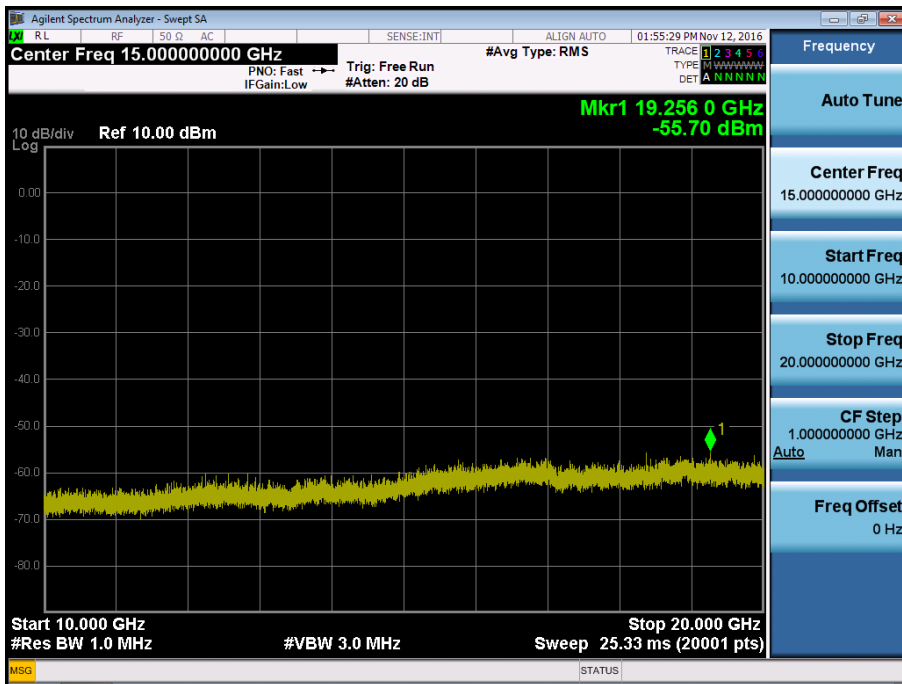 Agilent Spectrum Analyzer - Swept SA
LXI RL RF 50 Ω AC SENSE:INT ALIGN AUTO 01:55:29 PM Nov 12, 2016
Center Freq 15.000000000 GHz
PNO: Fast
IFGain:Low
Trig: Free Run
#Atten: 20 dB
#Avg Type: RMS
TRACE 1 2 3 4 5 6
TYPE M WWWWW
DET A N N N N N
Mkr1 19.256 0 GHz
-55.70 dBm
10 dB/div Ref 10.00 dBm
Log
0.00
-10.0
-20.0
-30.0
-40.0
-50.0
-60.0
-70.0
-80.0
1
Start 10.000 GHz Stop 20.000 GHz
#Res BW 1.0 MHz #VBW 3.0 MHz Sweep 25.33 ms (20001 pts)
MSG STATUS
Frequency
Auto Tune
Center Freq
15.000000000 GHz
Start Freq
10.000000000 GHz
Stop Freq
20.000000000 GHz
CF Step
1.000000000 GHz
Auto Man
Freq Offset
0 Hz